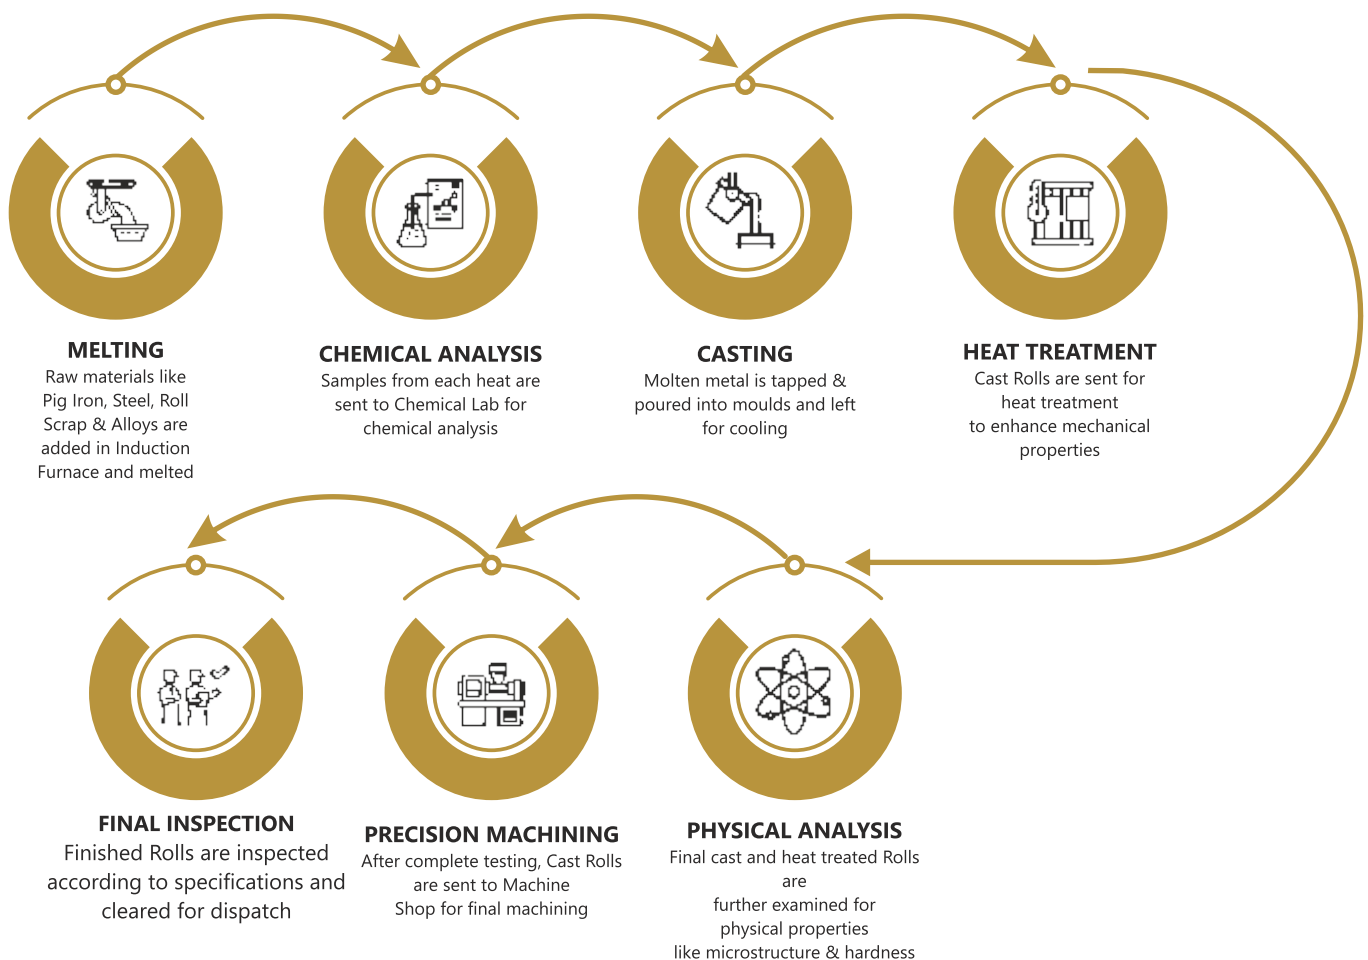 MELTING
Raw materials like
Pig Iron, Steel, Roll
Scrap & Alloys are
added in Induction
Furnace and melted
CHEMICAL ANALYSIS
Samples from each heat are
sent to Chemical Lab for
chemical analysis
CASTING
Molten metal is tapped &
poured into moulds and left
for cooling
HEAT TREATMENT
Cast Rolls are sent for
heat treatment
to enhance mechanical
properties
PHYSICAL ANALYSIS
Final cast and heat treated Rolls
are
further examined for
physical properties
like microstructure & hardness
PRECISION MACHINING
After complete testing, Cast Rolls
are sent to Machine
Shop for final machining
FINAL INSPECTION
Finished Rolls are inspected
according to specifications and
cleared for dispatch